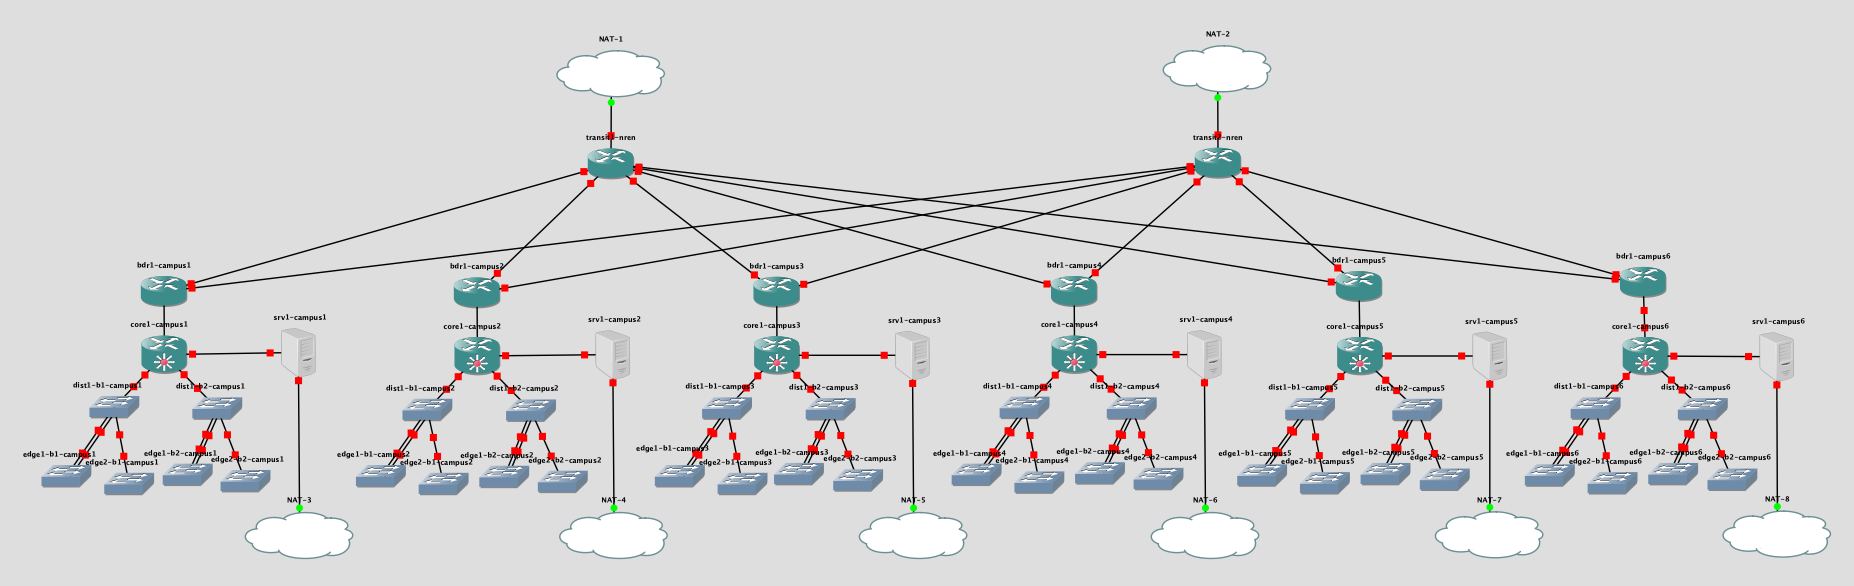 NAT-1
NAT-2
transit1-nren
transit2-nren
bdr1-campus1
bdr1-campus2
bdr1-campus3
bdr1-campus4
bdr1-campus5
bdr1-campus6
core1-campus1
srv1-campus1
core1-campus2
srv1-campus2
core1-campus3
srv1-campus3
core1-campus4
srv1-campus4
core1-campus5
srv1-campus5
core1-campus6
srv1-campus6
dist1-b1-campus1
dist1-b2-campus1
dist1-b1-campus2
dist1-b2-campus2
dist1-b1-campus3
dist1-b2-campus3
dist1-b1-campus4
dist1-b2-campus4
dist1-b1-campus5
dist1-b2-campus5
dist1-b1-campus6
dist1-b2-campus6
edge1-b1-campus1
edge2-b1-campus1
edge1-b2-campus1
edge2-b2-campus1
edge1-b1-campus2
edge2-b1-campus2
edge1-b2-campus2
edge2-b2-campus2
edge1-b1-campus3
edge2-b1-campus3
edge1-b2-campus3
edge2-b2-campus3
edge1-b1-campus4
edge2-b1-campus4
edge1-b2-campus4
edge2-b2-campus4
edge1-b1-campus5
edge2-b1-campus5
edge1-b2-campus5
edge2-b2-campus5
edge1-b1-campus6
edge2-b1-campus6
edge1-b2-campus6
edge2-b2-campus6
NAT-3
NAT-4
NAT-5
NAT-6
NAT-7
NAT-8